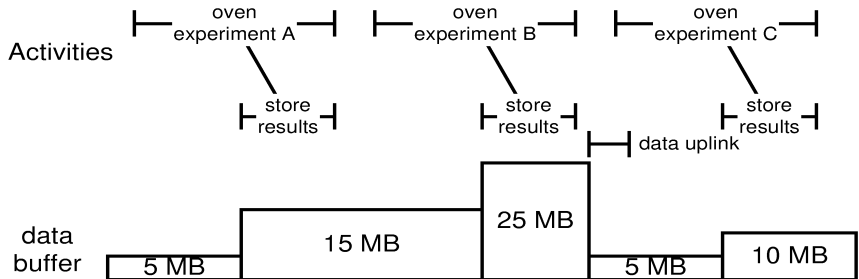 Activities
oven
experiment A
oven
experiment B
oven
experiment C
store
results
store
results
store
results
data uplink
data
buffer
5 MB
15 MB
25 MB
5 MB
10 MB